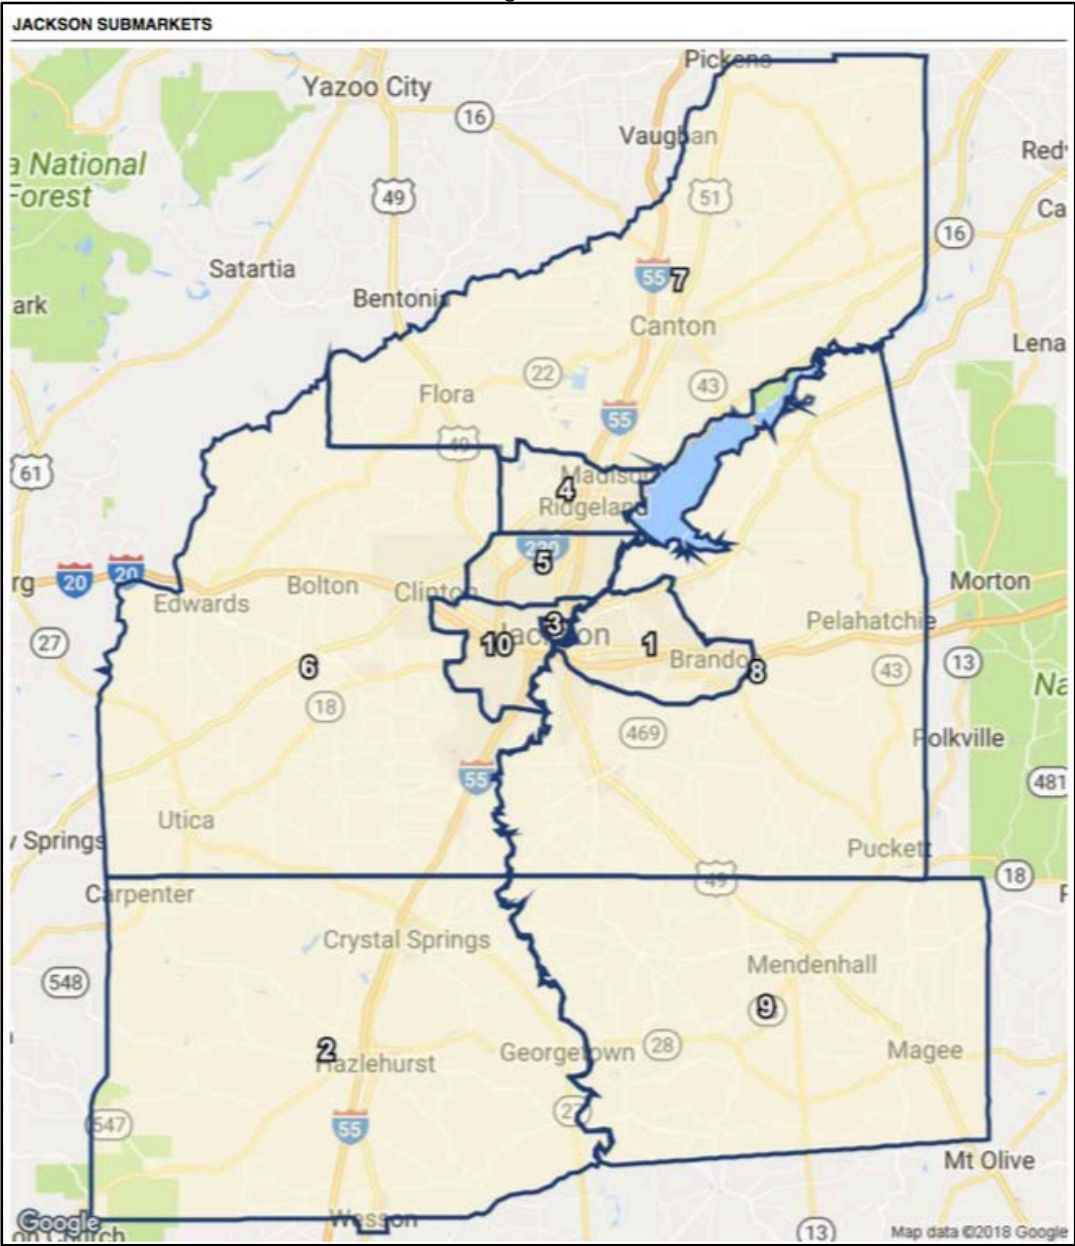 JACKSON SUBMARKETS
Pickens
Yazoo City
16
Vaughan
a National
Forest
Red
49
51
Ca
16
Satartia
55
7
ark
Bentonia
Canton
Lena
22
43
Flora
55
49
61
Madison
4
Ridgeland
220
5
rg
20
20
Bolton
Clinton
Morton
Edwards
3
Pelahatchie
27
10
Jackson
1
6
Brandon
8
43
13
Na
18
469
Polkville
55
481
Utica
y Springs
Puckett
49
18
Carpenter
F
Crystal Springs
548
Mendenhall
9
2
Georgetown
28
Magee
Hazlehurst
547
27
55
Mt Olive
Google
Wesson
on Church
13
Map data ©2018 Google